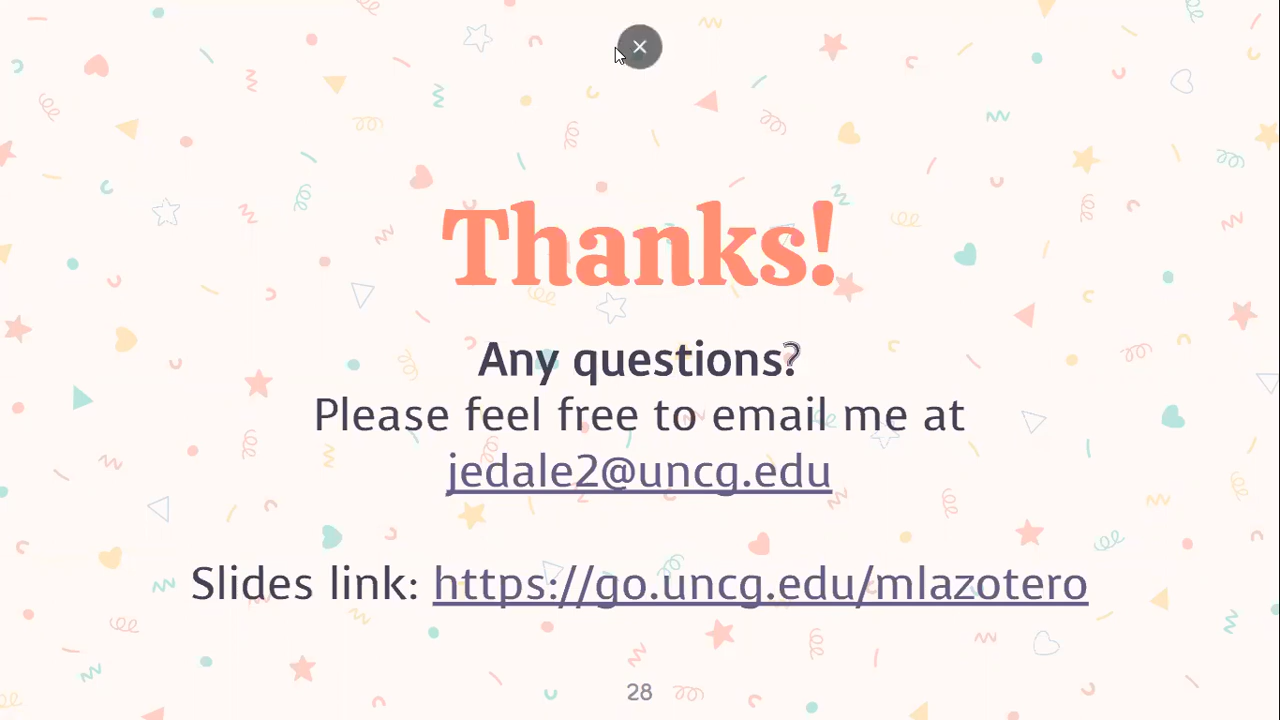 Thanks!
Any questions?
Please feel free to email me at
jedale2@uncg.edu
Slides link: https://go.uncg.edu/mlazotero
28